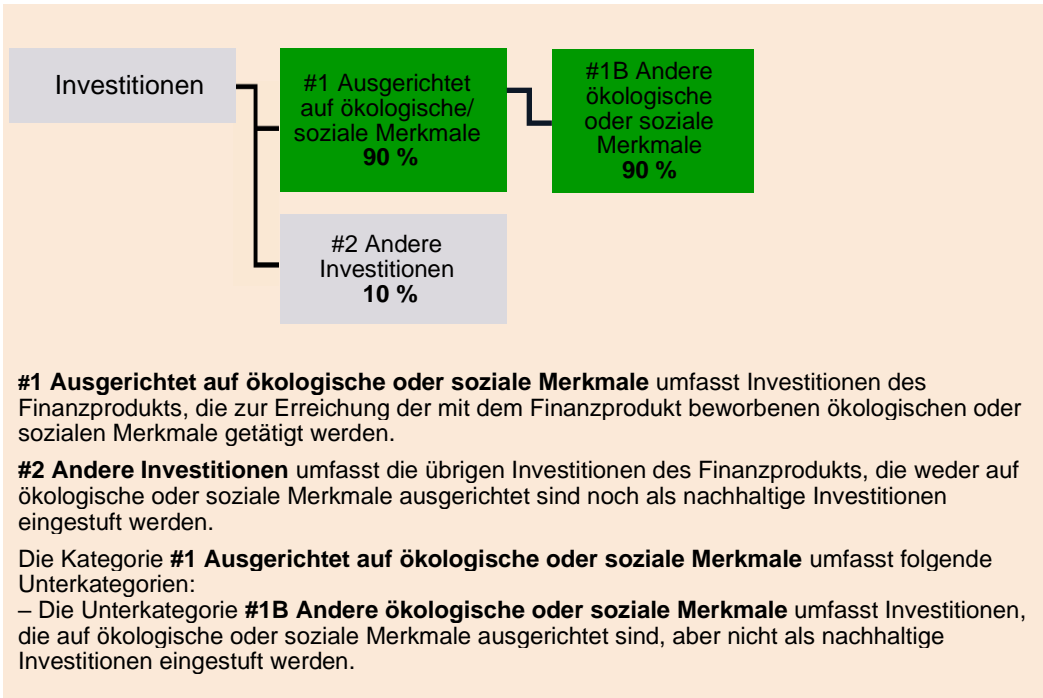 Investitionen
#1 Ausgerichtet
auf ökologische/
soziale Merkmale
90 %
#1B Andere
ökologische
oder soziale
Merkmale
90 %
#2 Andere
Investitionen
10 %
#1 Ausgerichtet auf ökologische oder soziale Merkmale umfasst Investitionen des
Finanzprodukts, die zur Erreichung der mit dem Finanzprodukt beworbenen ökologischen oder
sozialen Merkmale getätigt werden.
#2 Andere Investitionen umfasst die übrigen Investitionen des Finanzprodukts, die weder auf
ökologische oder soziale Merkmale ausgerichtet sind noch als nachhaltige Investitionen
eingestuft werden.
Die Kategorie #1 Ausgerichtet auf ökologische oder soziale Merkmale umfasst folgende
Unterkategorien:
– Die Unterkategorie #1B Andere ökologische oder soziale Merkmale umfasst Investitionen,
die auf ökologische oder soziale Merkmale ausgerichtet sind, aber nicht als nachhaltige
Investitionen eingestuft werden.